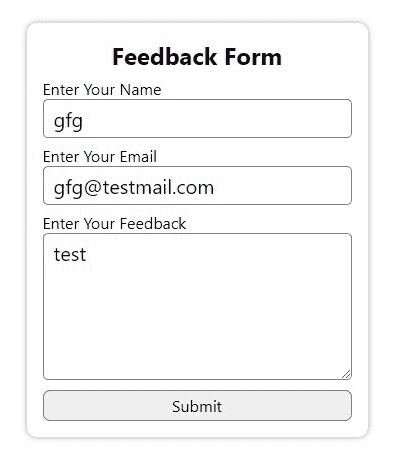 Feedback Form
Enter Your Name
gfg
Enter Your Email
gfg@testmail.com
Enter Your Feedback
test
Submit